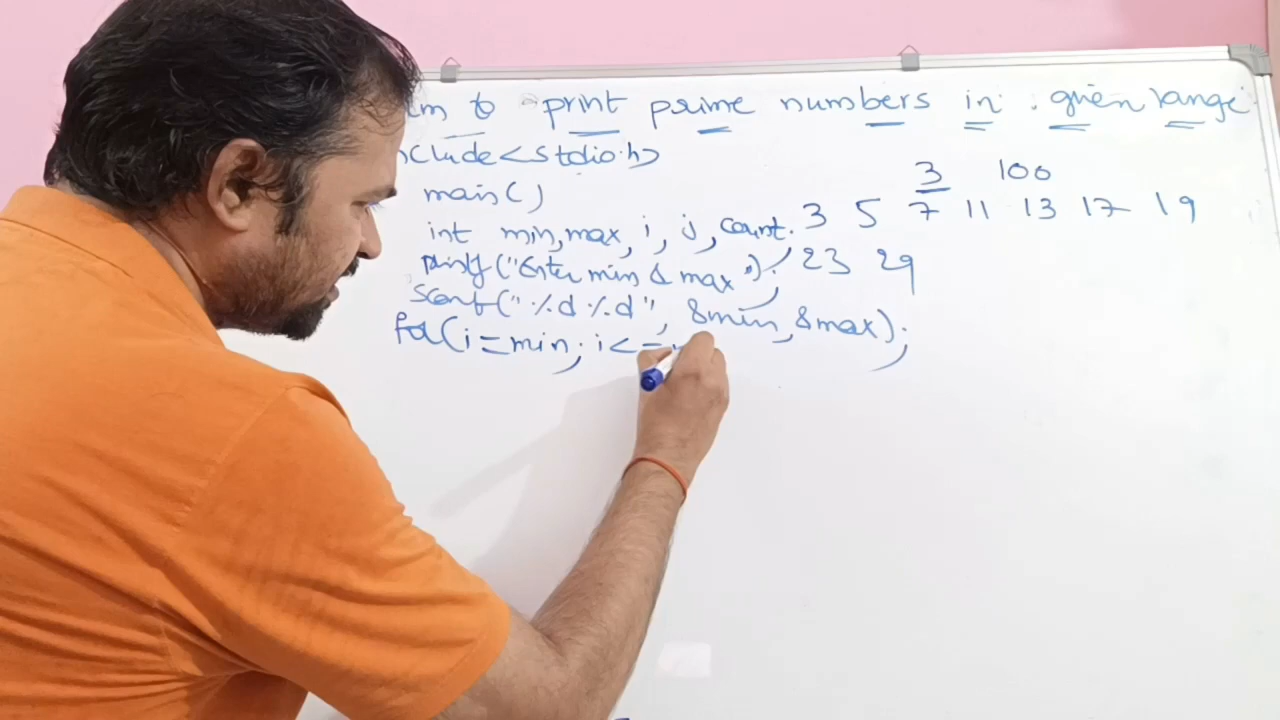 am to print prime numbers in given range
nclude<stdio.h>
3 100
main()
int min,max, i, j, count.
3 5 7 11 13 17 19
printf("Enter min & max");
23 29
scanf("%d %d", &min, &max);
for(i=min; i<=